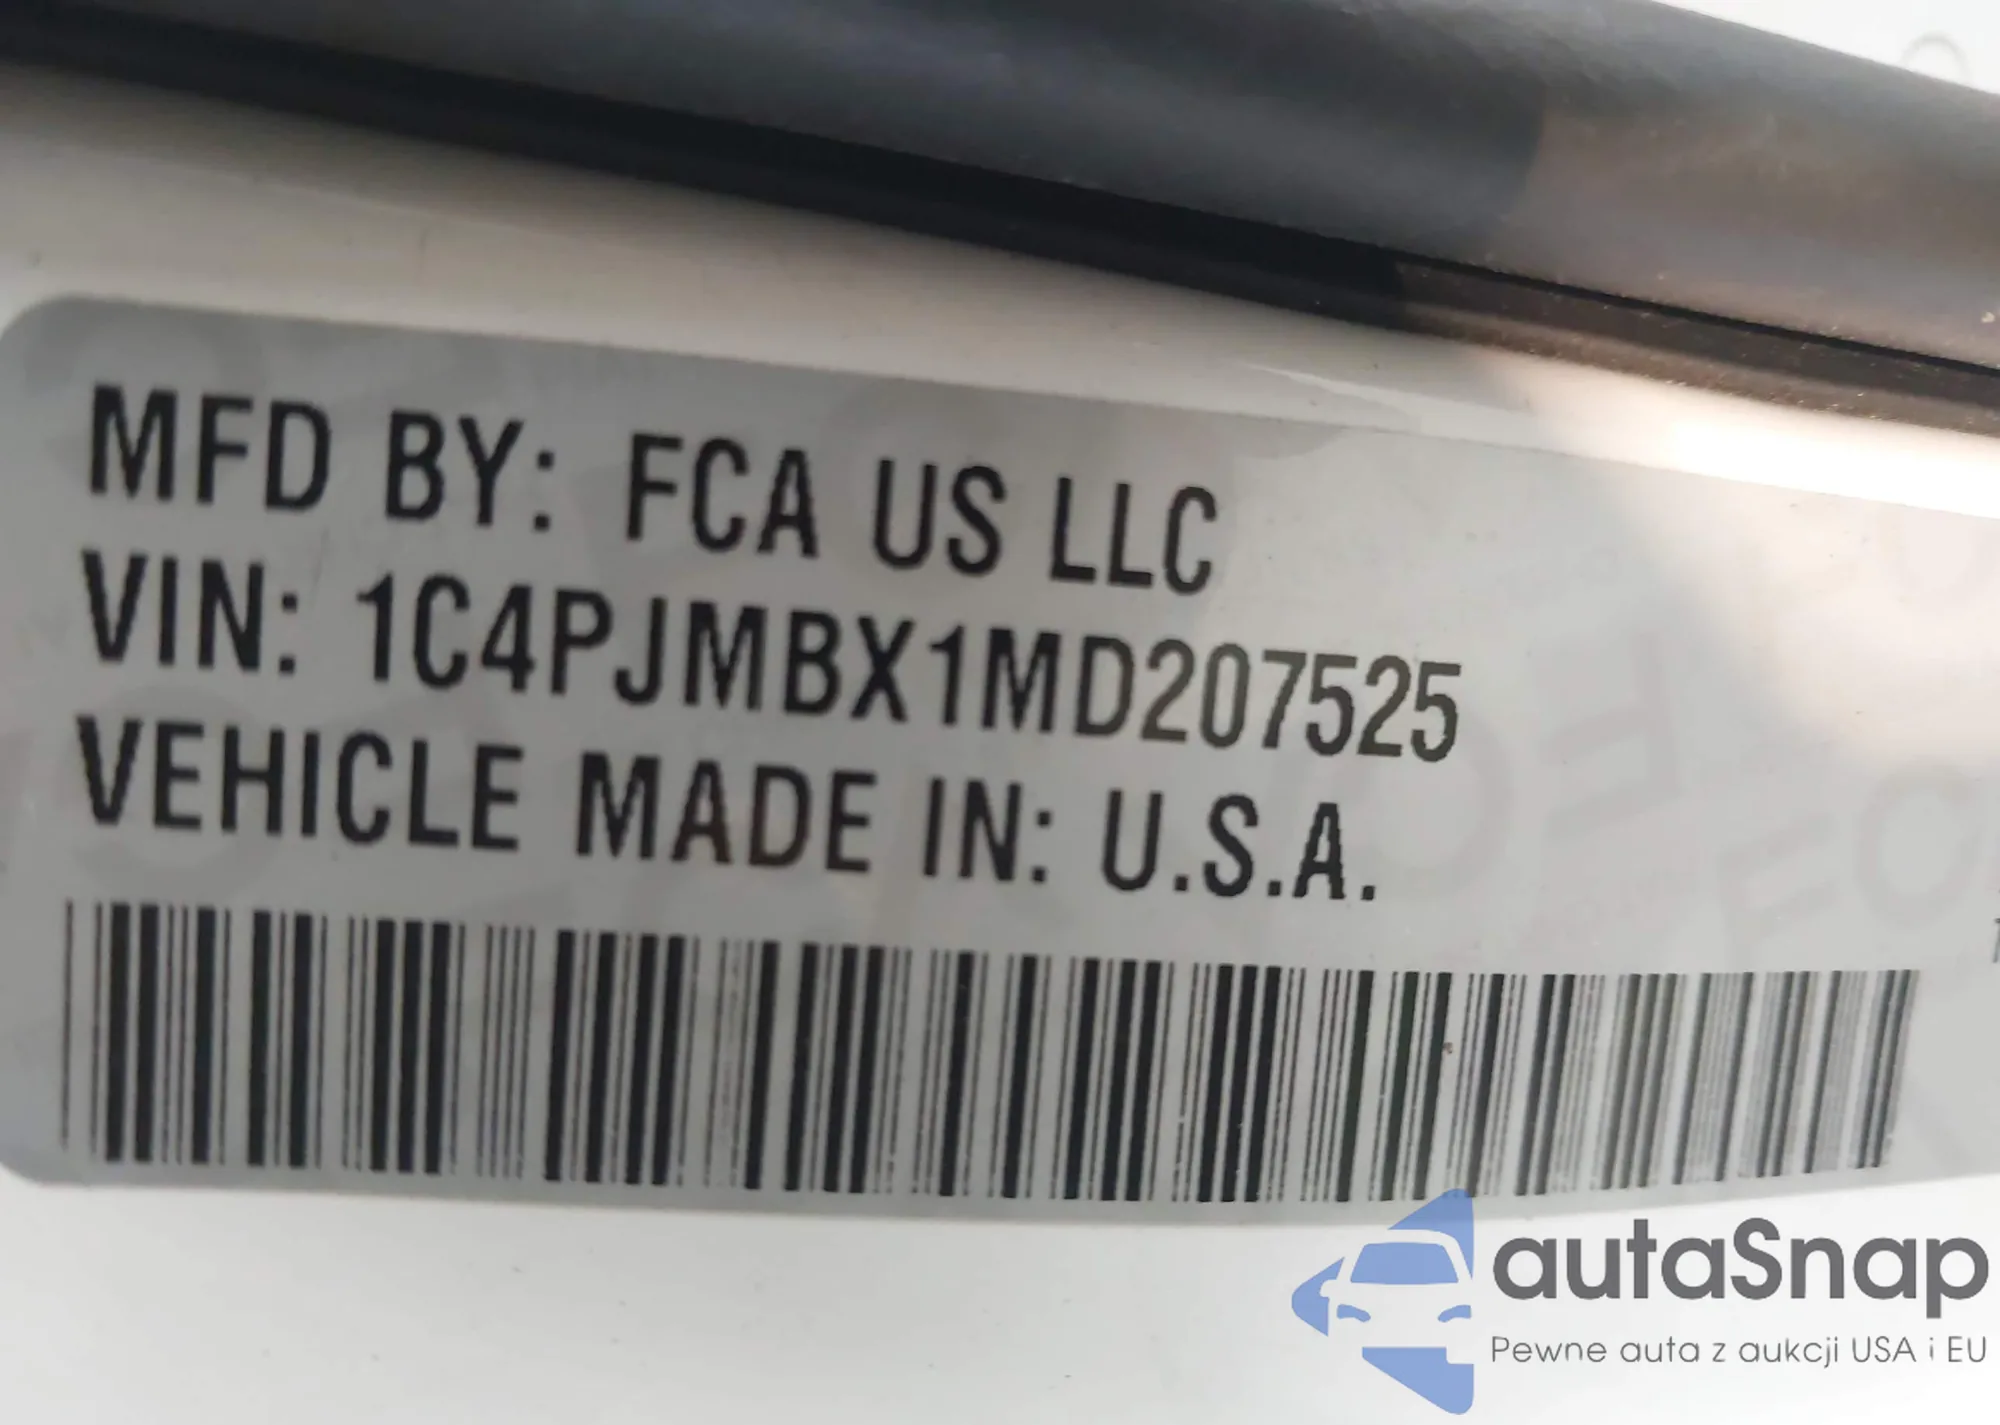 MFD BY: FCA US LLC
VIN: 1C4PJMBX1MD207525
VEHICLE MADE IN: U.S.A.
autaSnap
Pewne auta z aukcji USA i EU